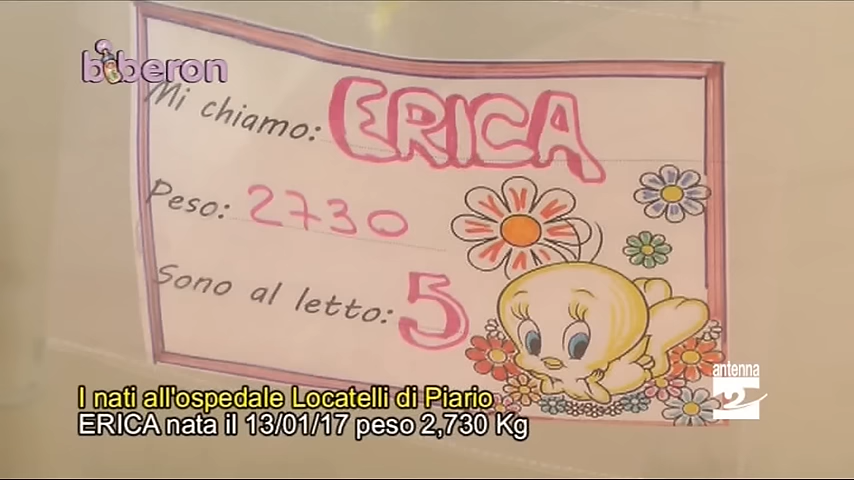 biberon
Mi chiamo: ERICA
Peso: 2730
Sono al letto: 5
antenna
2
I nati all'ospedale Locatelli di Piario
ERICA nata il 13/01/17 peso 2,730 Kg